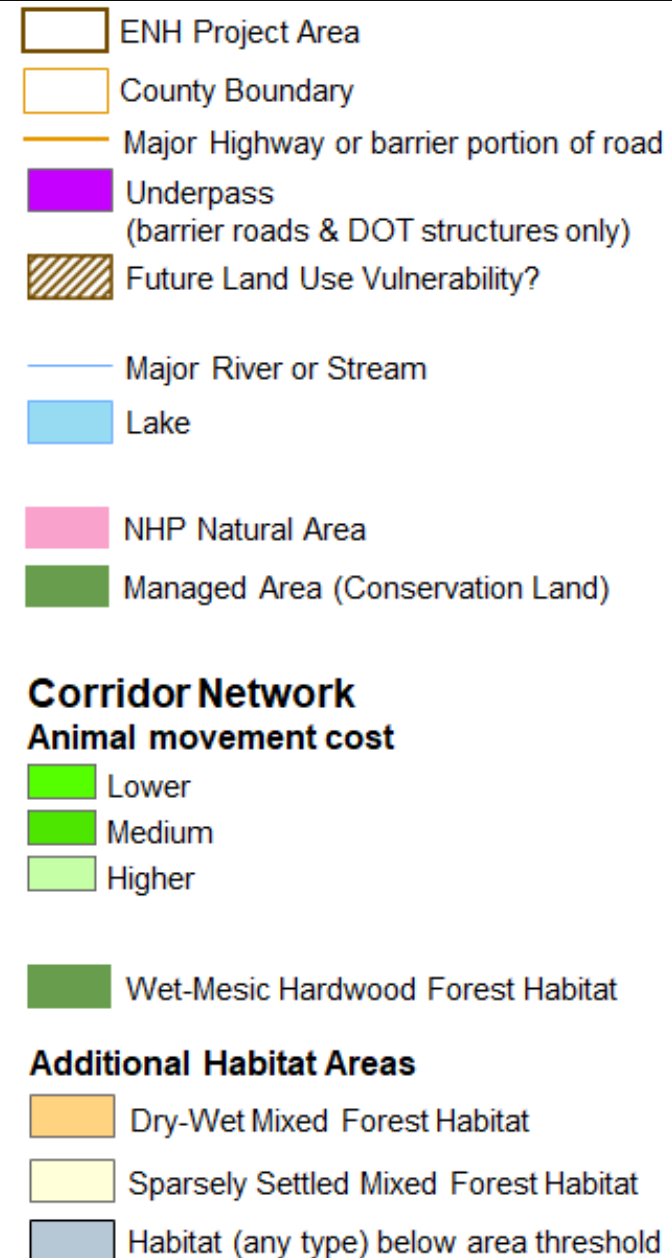 ENH Project Area
County Boundary
Major Highway or barrier portion of road
Underpass
(barrier roads & DOT structures only)
Future Land Use Vulnerability?
Major River or Stream
Lake
NHP Natural Area
Managed Area (Conservation Land)
Corridor Network
Animal movement cost
Lower
Medium
Higher
Wet-Mesic Hardwood Forest Habitat
Additional Habitat Areas
Dry-Wet Mixed Forest Habitat
Sparsely Settled Mixed Forest Habitat
Habitat (any type) below area threshold